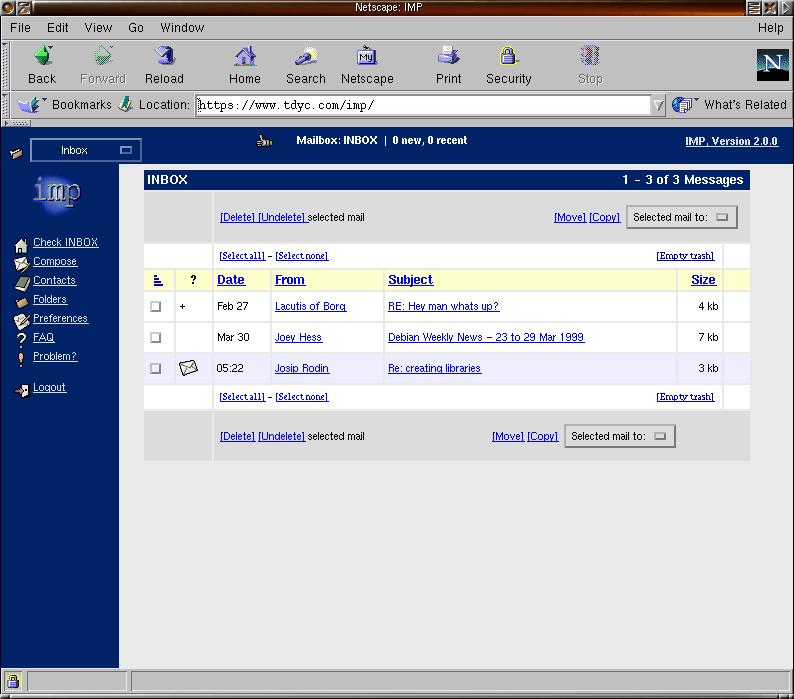 Netscape: IMP
File Edit View Go Window Help
Back Forward Reload Home Search Netscape Print Security Stop
My
N
Bookmarks Location: https://www.tdyc.com/imp/ What's Related
Inbox Mailbox: INBOX | 0 new, 0 recent IMP, Version 2.0.0
imp
Check INBOX
Compose
Contacts
Folders
Preferences
FAQ
Problem?
Logout
INBOX 1 - 3 of 3 Messages
[Delete] [Undelete] selected mail [Move] [Copy] Selected mail to:
[Select all] - [Select none] [Empty trash]
? Date From Subject Size
+ Feb 27 Lacutis of Borg RE: Hey man whats up? 4 kb
Mar 30 Joey Hess Debian Weekly News - 23 to 29 Mar 1999 7 kb
05:22 Josip Rodin Re: creating libraries 3 kb
[Select all] - [Select none] [Empty trash]
[Delete] [Undelete] selected mail [Move] [Copy] Selected mail to: